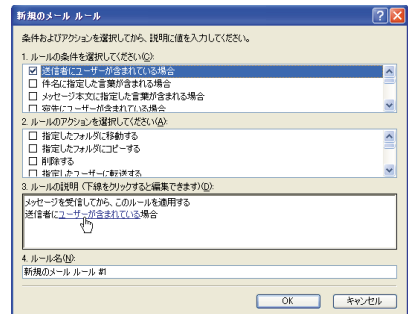 新規のメール ルール
条件およびアクションを選択してから、説明に値を入力してください。
1. ルールの条件を選択してください(C):
送信者にユーザーが含まれている場合
件名に指定した言葉が含まれる場合
メッセージ本文に指定した言葉が含まれる場合
宛先にユーザーが含まれている場合
2. ルールのアクションを選択してください(A):
指定したフォルダに移動する
指定したフォルダにコピーする
削除する
指定したユーザーに転送する
3. ルールの説明 (下線をクリックすると編集できます)(D):
メッセージを受信してから、このルールを適用する
送信者にユーザーが含まれている場合
4. ルール名(N):
新規のメール ルール #1
OK キャンセル